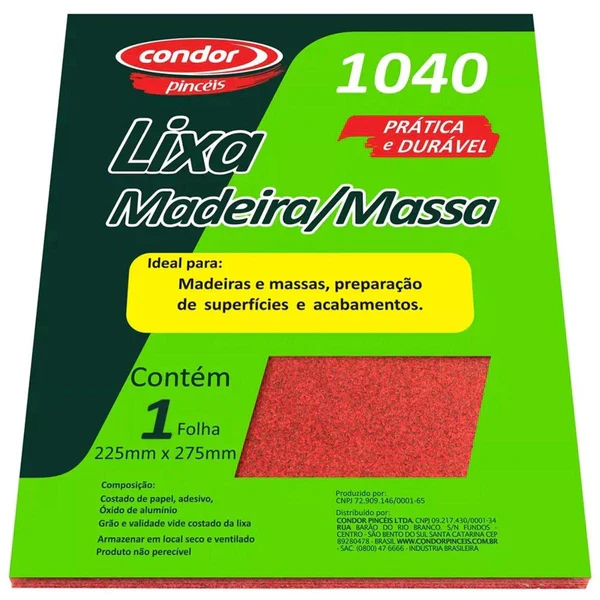 condor
pincéis
1040
PRÁTICA
e DURÁVEL
Lixa
Madeira/Massa
Ideal para:
Madeiras e massas, preparação
de superfícies e acabamentos.
Contém
1 Folha
225mm x 275mm
Composição:
Costado de papel, adesivo,
Óxido de alumínio
Grão e validade vide costado da lixa
Armazenar em local seco e ventilado
Produto não perecível
Produzido por:
CNPJ 72.909.146/0001-65
Distribuído por:
CONDOR PINCÉIS LTDA. CNPJ 09.217.430/0001-34
RUA BARÃO DO RIO BRANCO, S/N FUNDOS -
CENTRO - SÃO BENTO DO SUL SANTA CATARINA CEP
89280478 - BRASIL WWW.CONDORPINCEIS.COM.BR
- SAC: (0800) 47 6666 - INDÚSTRIA BRASILEIRA